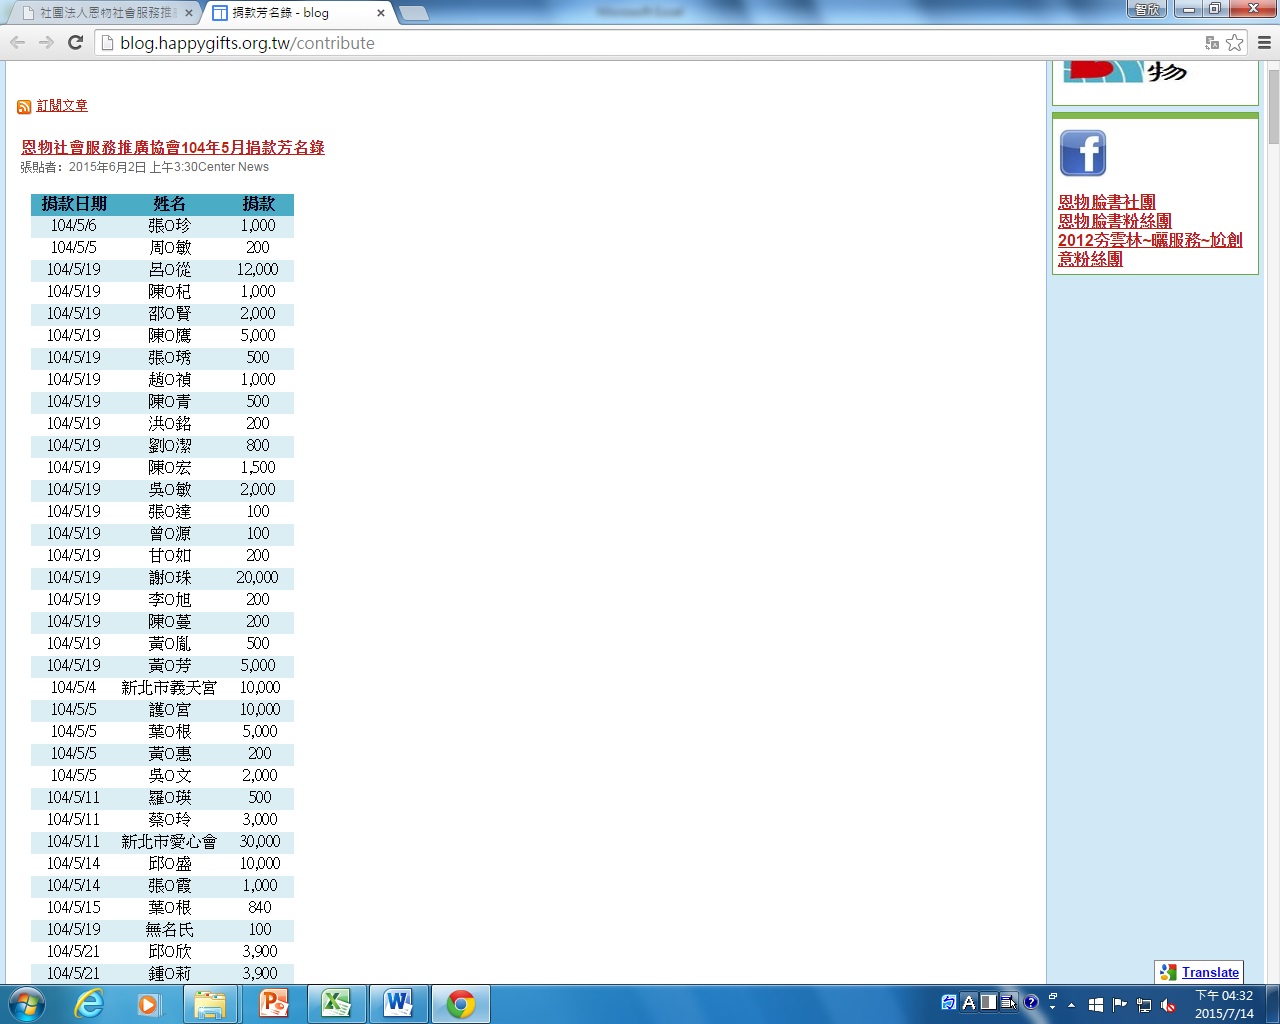 社團法人恩物社會服務推
捐款芳名錄 - blog
智欣
blog.happygifts.org.tw/contribute
物
訂閱文章
恩物社會服務推廣協會104年5月捐款芳名錄
張貼者：2015年6月2日 上午3:30Center News
捐款日期 姓名 捐款
104/5/6 張O珍 1,000
104/5/5 周O敏 200
104/5/19 呂O從 12,000
104/5/19 陳O杞 1,000
104/5/19 邵O賢 2,000
104/5/19 陳O鷹 5,000
104/5/19 張O琇 500
104/5/19 趙O禎 1,000
104/5/19 陳O青 500
104/5/19 洪O銘 200
104/5/19 劉O潔 800
104/5/19 陳O宏 1,500
104/5/19 吳O敏 2,000
104/5/19 張O達 100
104/5/19 曾O源 100
104/5/19 甘O如 200
104/5/19 謝O珠 20,000
104/5/19 李O旭 200
104/5/19 陳O蔓 200
104/5/19 黃O胤 500
104/5/19 黃O芳 5,000
104/5/4 新北市義天宮 10,000
104/5/5 護O宮 10,000
104/5/5 葉O根 5,000
104/5/5 黃O惠 200
104/5/5 吳O文 2,000
104/5/11 羅O瑛 500
104/5/11 蔡O玲 3,000
104/5/11 新北市愛心會 30,000
104/5/14 邱O盛 10,000
104/5/14 張O霞 1,000
104/5/15 葉O根 840
104/5/19 無名氏 100
104/5/21 邱O欣 3,900
104/5/21 鍾O莉 3,900
恩物臉書社團
恩物臉書粉絲團
2012夯雲林~曬服務~尬創
意粉絲團
Translate
A
下午 04:32
2015/7/14